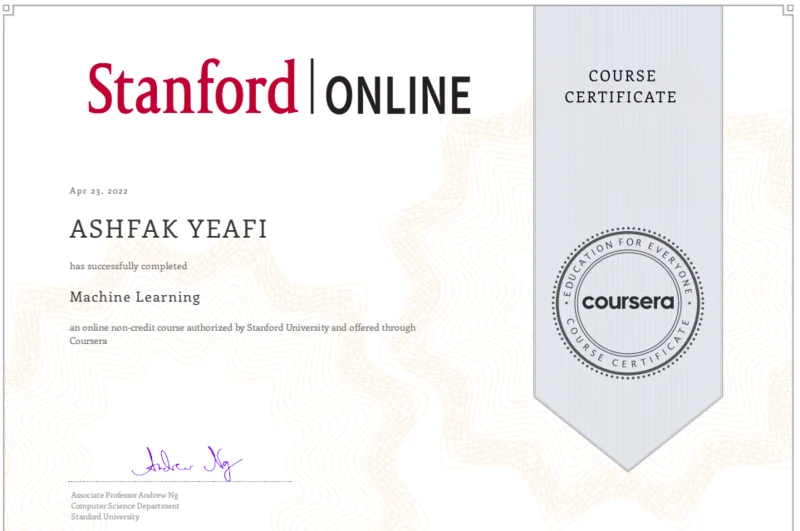 Stanford ONLINE
COURSE
CERTIFICATE
Apr 23, 2022
ASHFAK YEAFI
has successfully completed
Machine Learning
an online non-credit course authorized by Stanford University and offered through
Coursera
EDUCATION FOR EVERYONE
coursera
COURSE CERTIFICATE
Andrew Ng
Associate Professor Andrew Ng
Computer Science Department
Stanford University